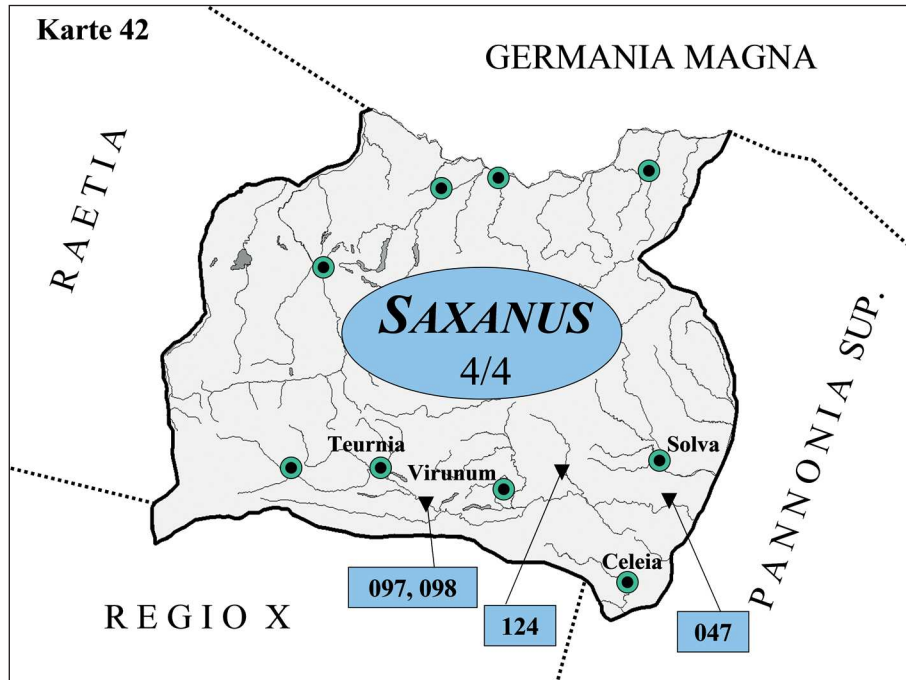 Karte 42
GERMANIA MAGNA
RAETIA
SAXANUS
4/4
PANNONIA SUP.
Teurnia
Virunum
Solva
Celeia
097, 098
124
047
REGIO X